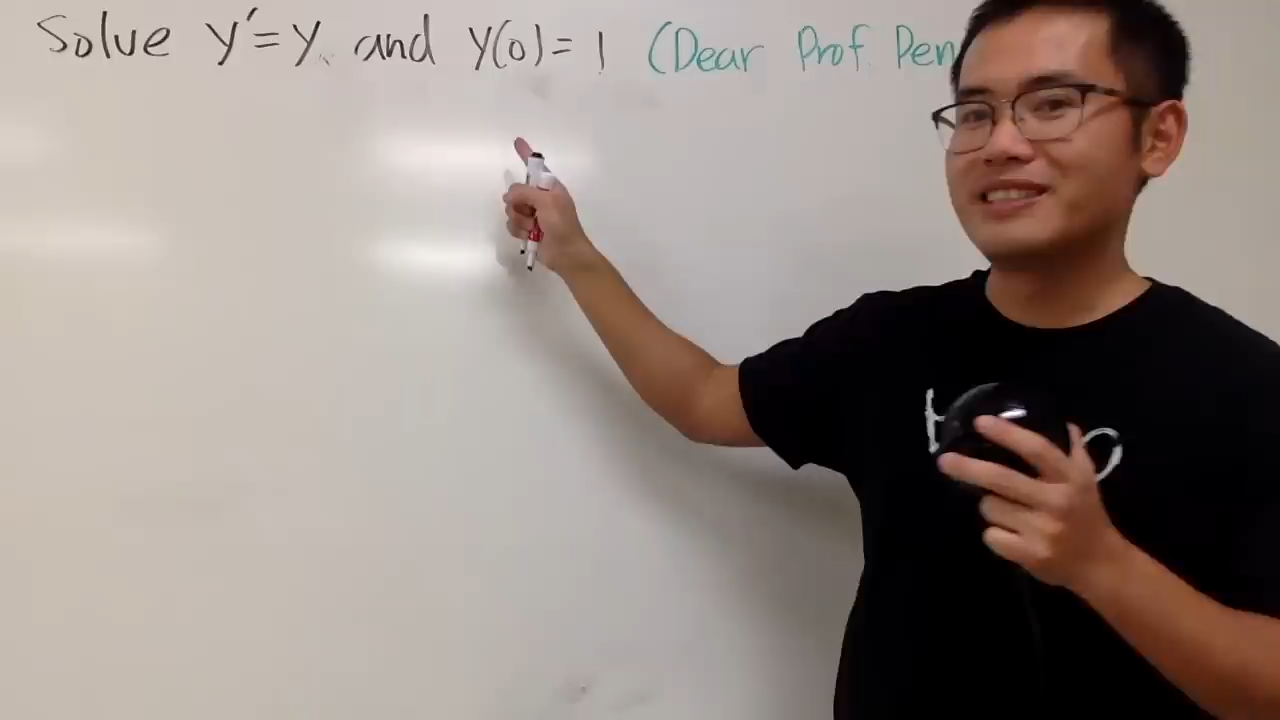 Solve y'=y and y(0)=1 (Dear Prof. Pen